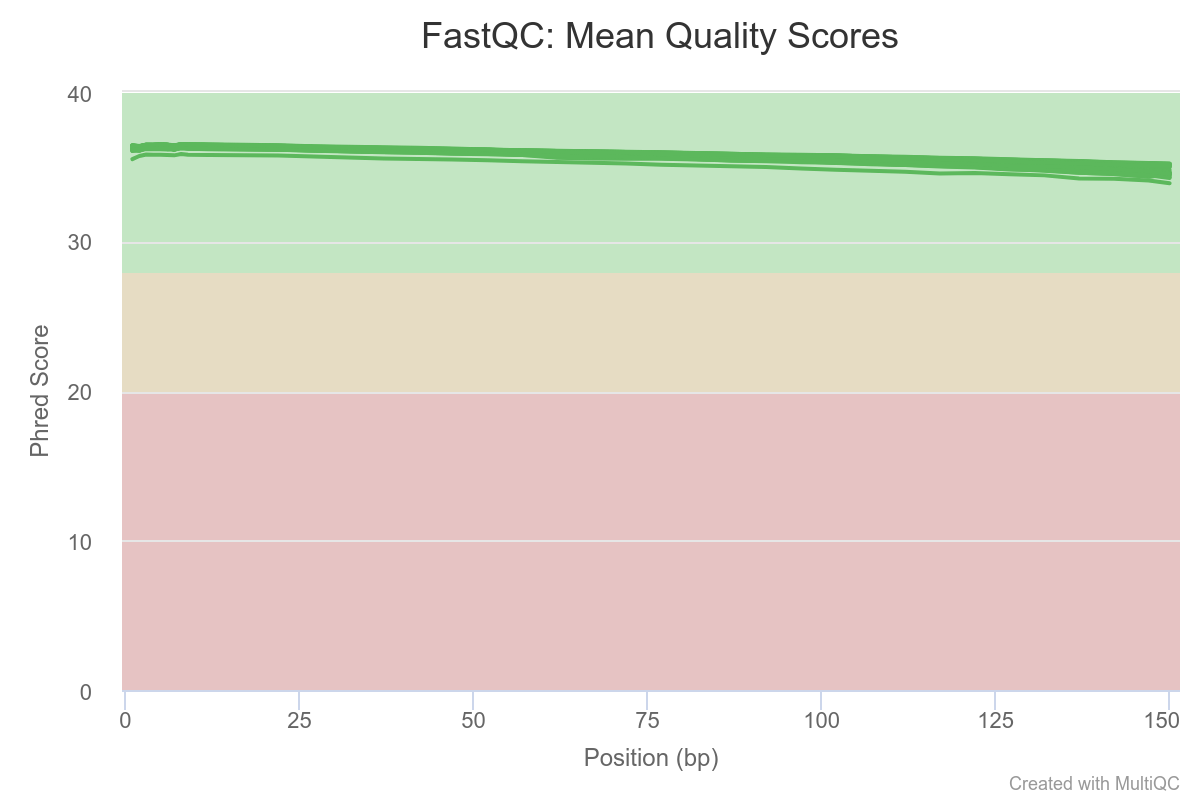 FastQC: Mean Quality Scores
40
30
20
10
0
Phred Score
0 25 50 75 100 125 150
Position (bp)
Created with MultiQC